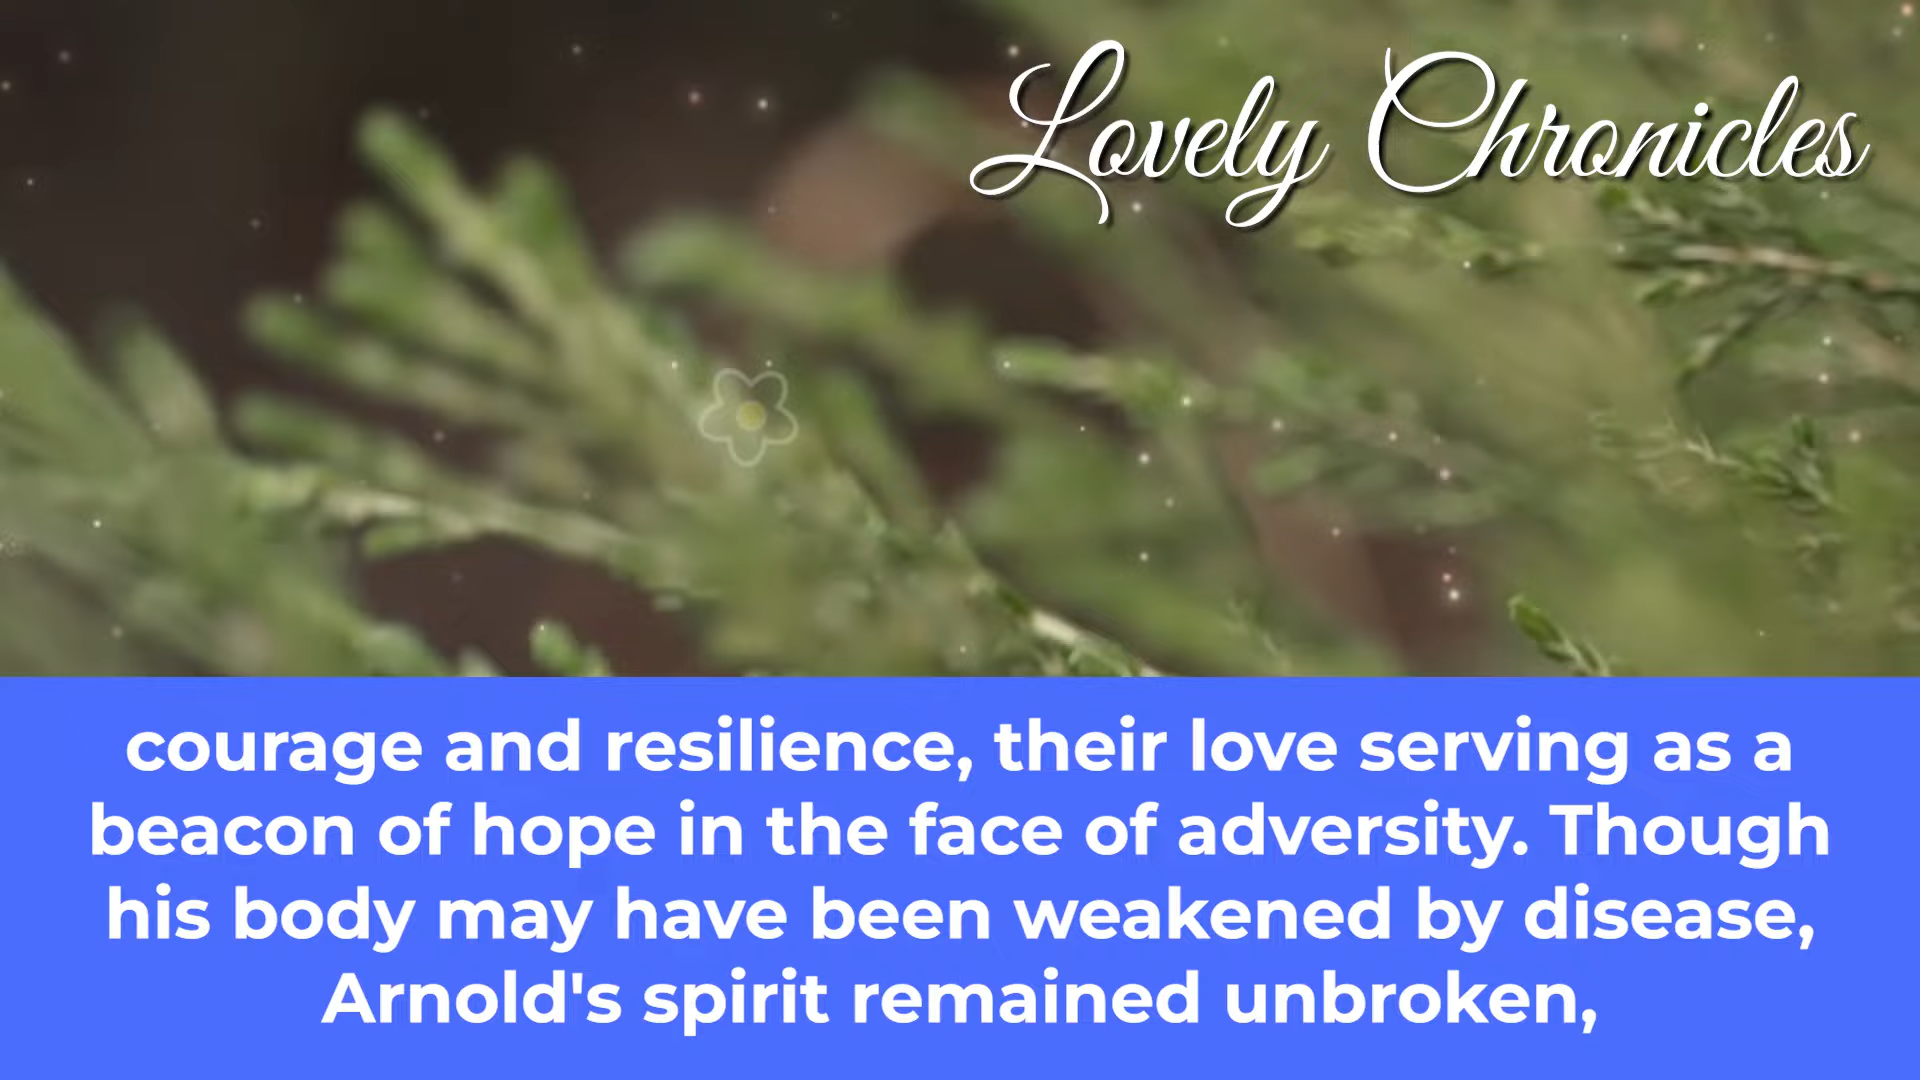 Lovely Chronicles
courage and resilience, their love serving as a
beacon of hope in the face of adversity. Though
his body may have been weakened by disease,
Arnold's spirit remained unbroken,